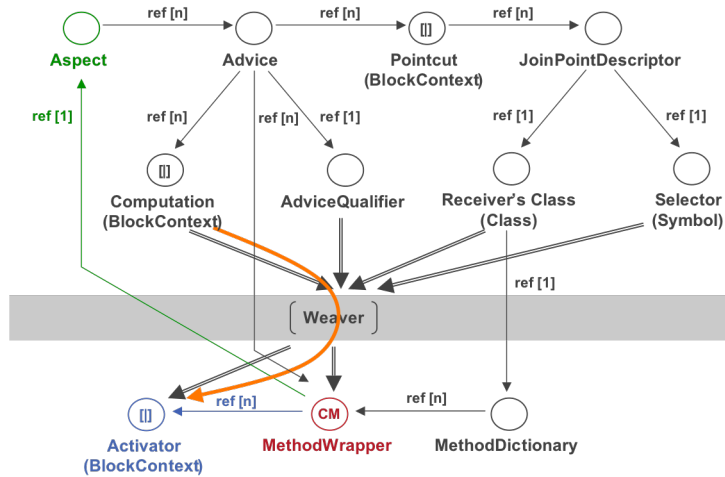 ref [n]
ref [n]
ref [n]
[|]
Aspect
Advice
Pointcut
(BlockContext)
JoinPointDescriptor
ref [1]
ref [n]
ref [n]
ref [1]
ref [1]
ref [1]
[|]
Computation
(BlockContext)
AdviceQualifier
Receiver's Class
(Class)
Selector
(Symbol)
ref [1]
Weaver
ref [n]
ref [n]
[|]
CM
Activator
(BlockContext)
MethodWrapper
MethodDictionary